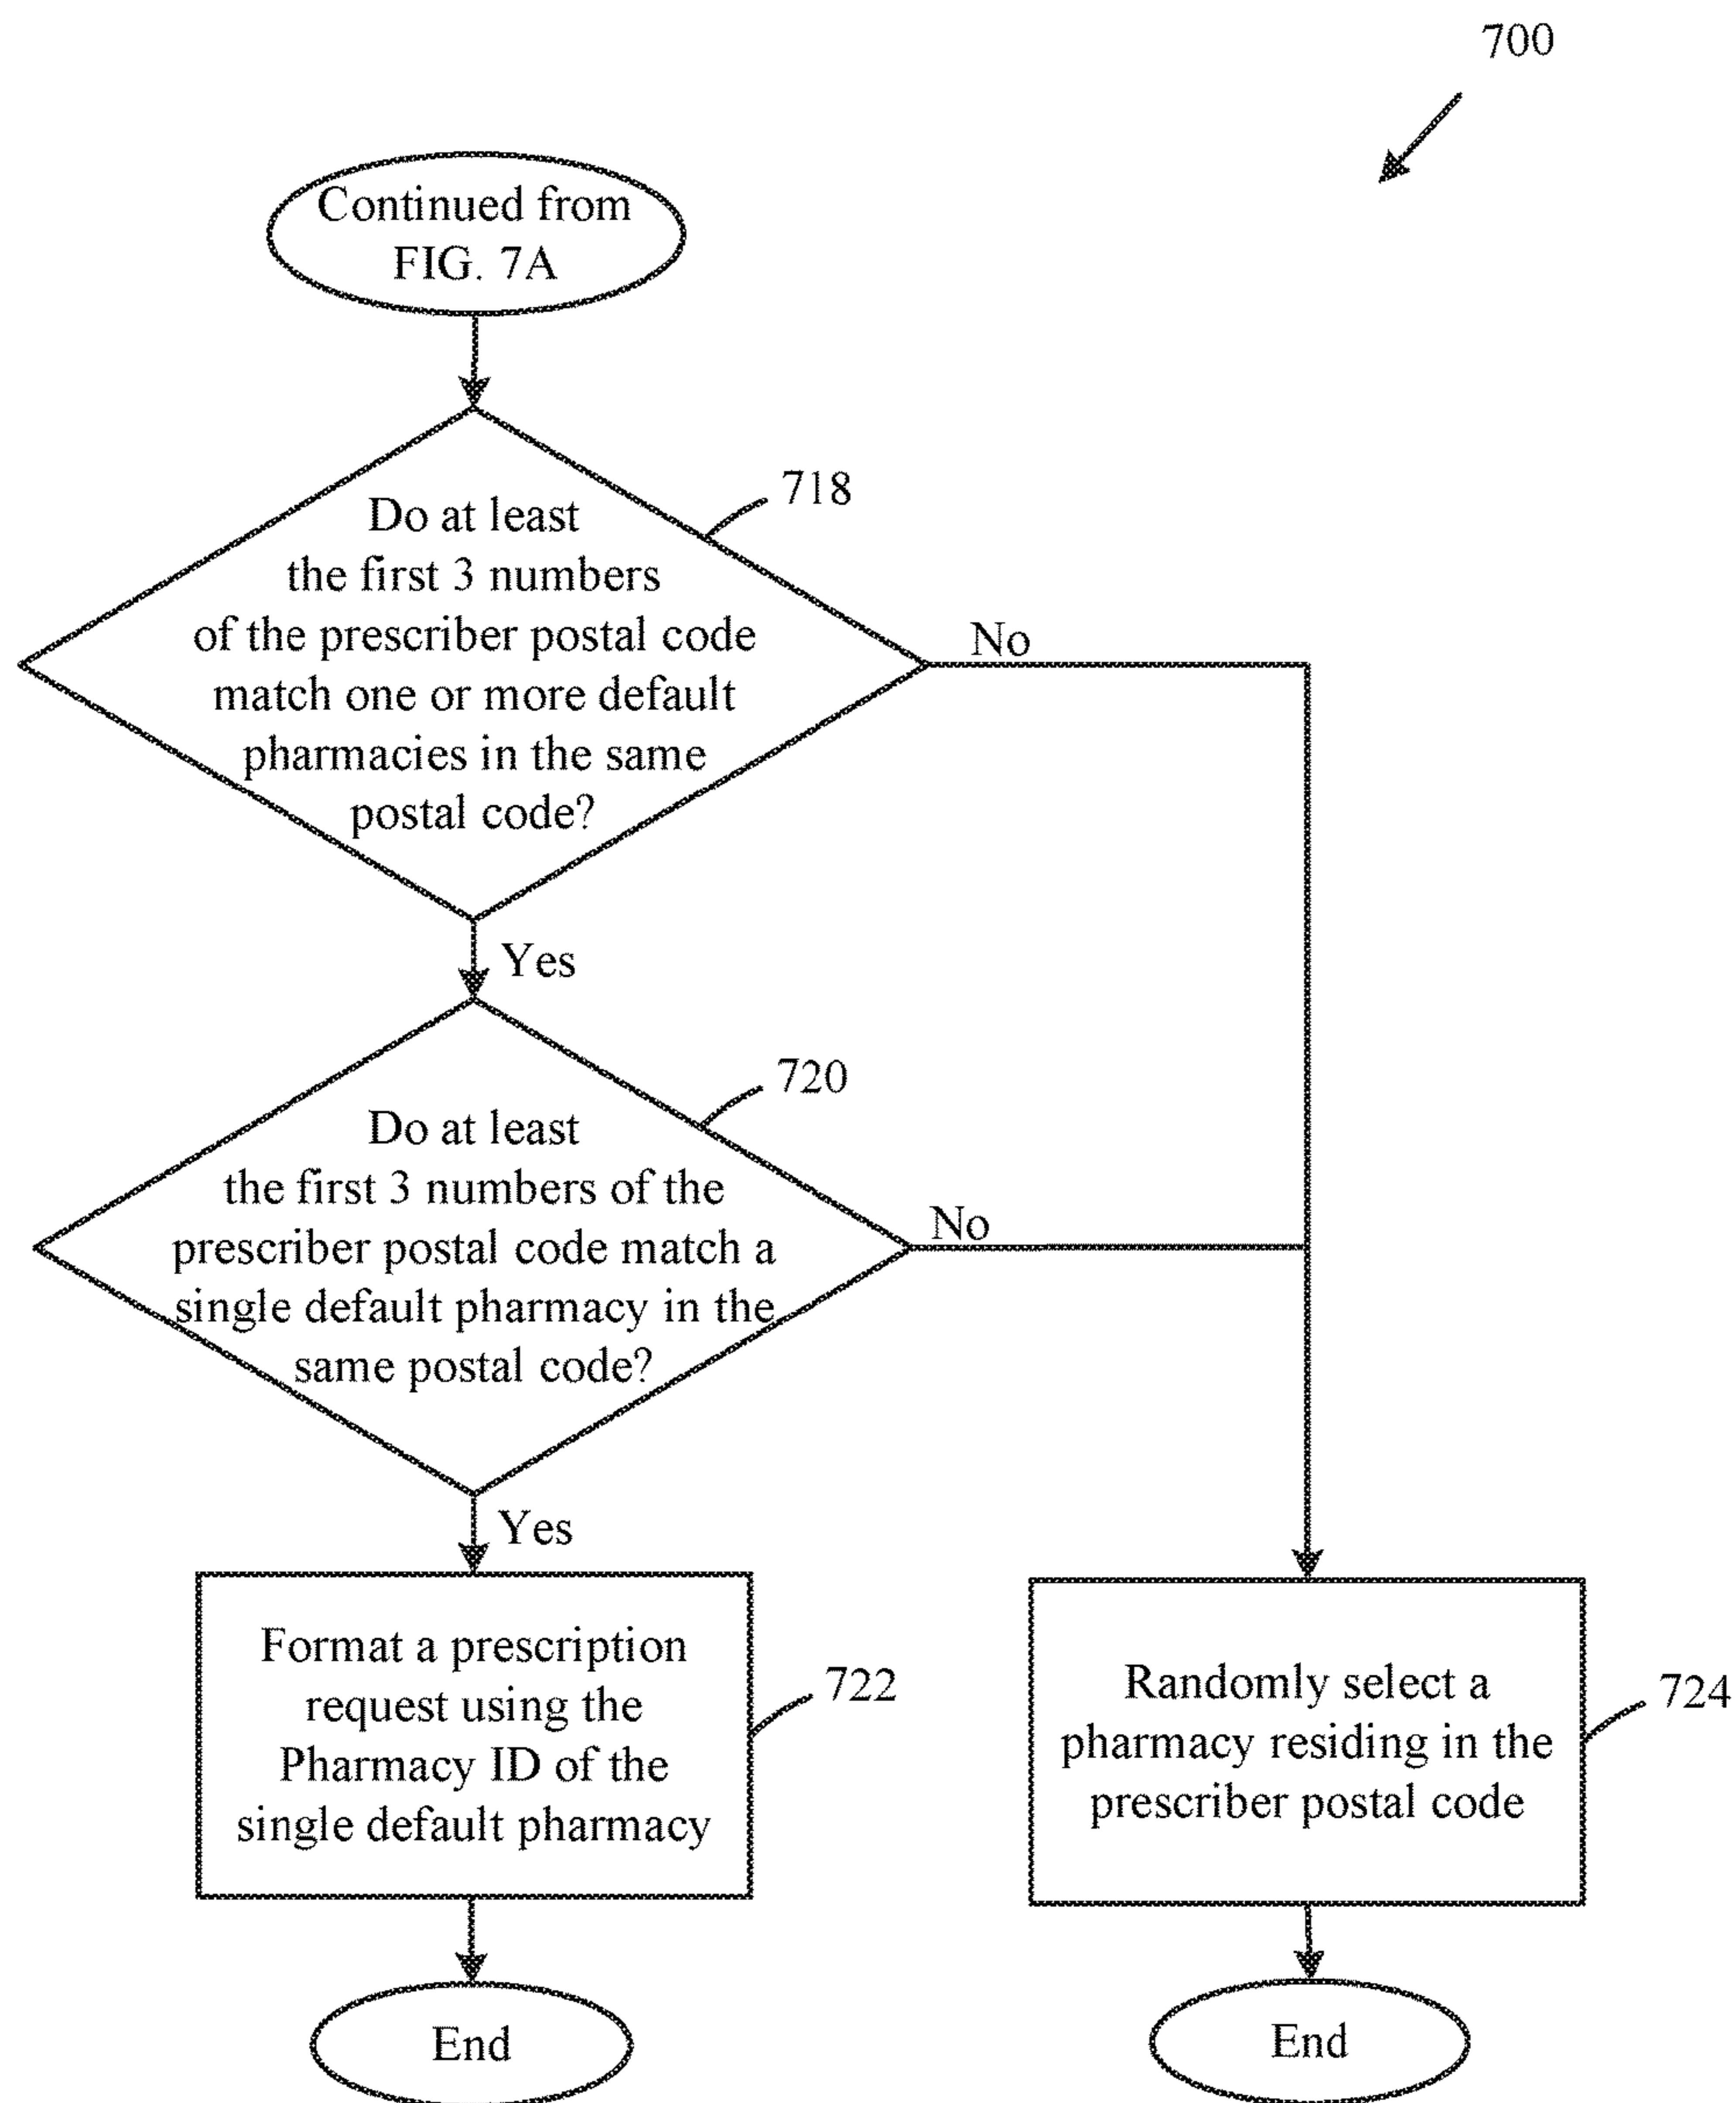 700
Continued from
FIG. 7A
718
Do at least
the first 3 numbers
of the prescriber postal code
match one or more default
pharmacies in the same
postal code?
No
Yes
720
Do at least
the first 3 numbers of the
prescriber postal code match a
single default pharmacy in the
same postal code?
No
Yes
Format a prescription
request using the
Pharmacy ID of the
single default pharmacy
722
Randomly select a
pharmacy residing in the
prescriber postal code
724
End
End